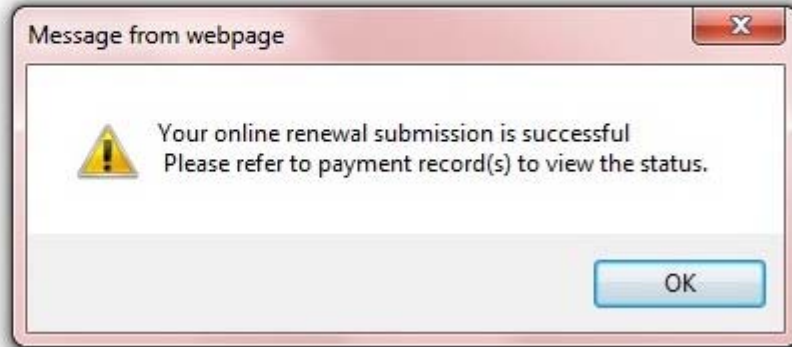 Message from webpage
Your online renewal submission is successful
Please refer to payment record(s) to view the status.
OK